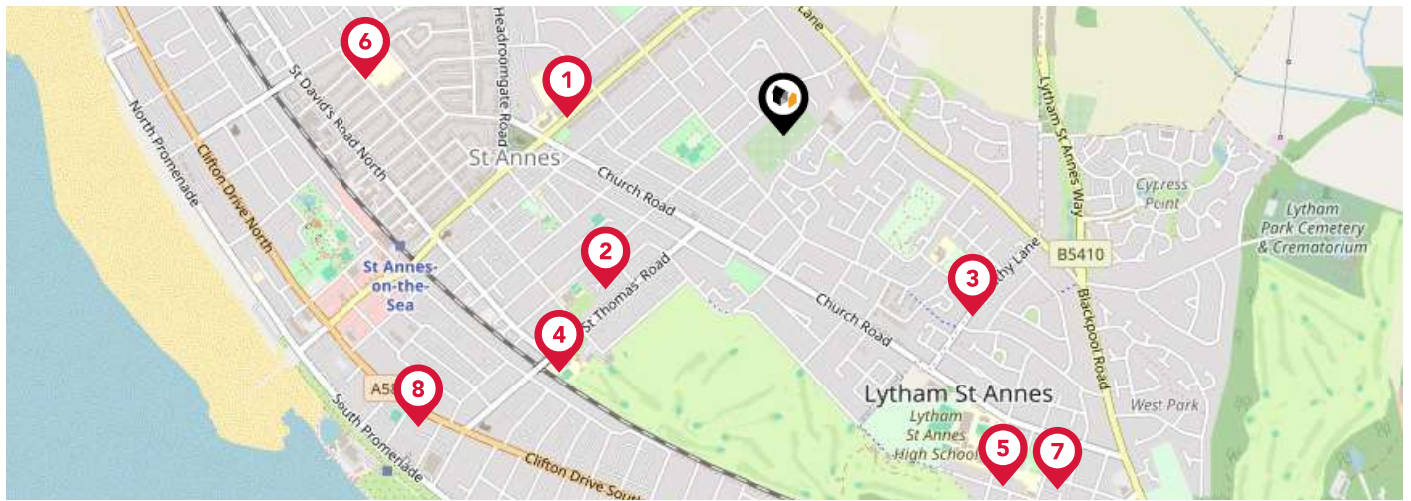 Lane
6
1
Headroomgate Road
St David's Road North
North Promenade
Clifton Drive North
St Annes
Church Road
Lytham St Annes Way
Cypress
Point
Lytham
Park Cemetery
& Crematorium
B5410
2
St Thomas' Road
St Annes-
on-the-
Sea
3
Church Road
Blackpool Road
4
8
South Promenade
Clifton Drive South
Lytham St Annes
Lytham
St Annes
High School
West Park
5
7